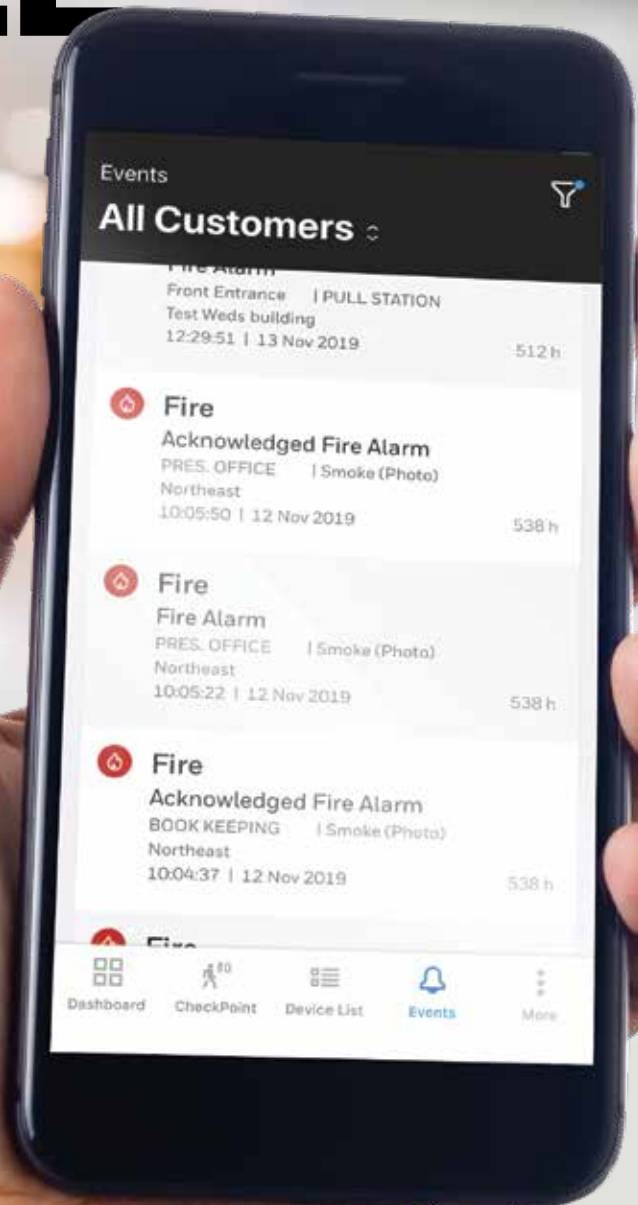 Events
All Customers
Fire Alarm
Front Entrance | PULL STATION
Test Weds building
12:29:51 | 13 Nov 2019
512 h
Fire
Acknowledged Fire Alarm
PRES. OFFICE | Smoke (Photo)
Northeast
10:05:50 | 12 Nov 2019
538 h
Fire
Fire Alarm
PRES. OFFICE | Smoke (Photo)
Northeast
10:05:22 | 12 Nov 2019
538 h
Fire
Acknowledged Fire Alarm
BOOK KEEPING | Smoke (Photo)
Northeast
10:04:37 | 12 Nov 2019
538 h
Fire
Dashboard CheckPoint Device List Events More